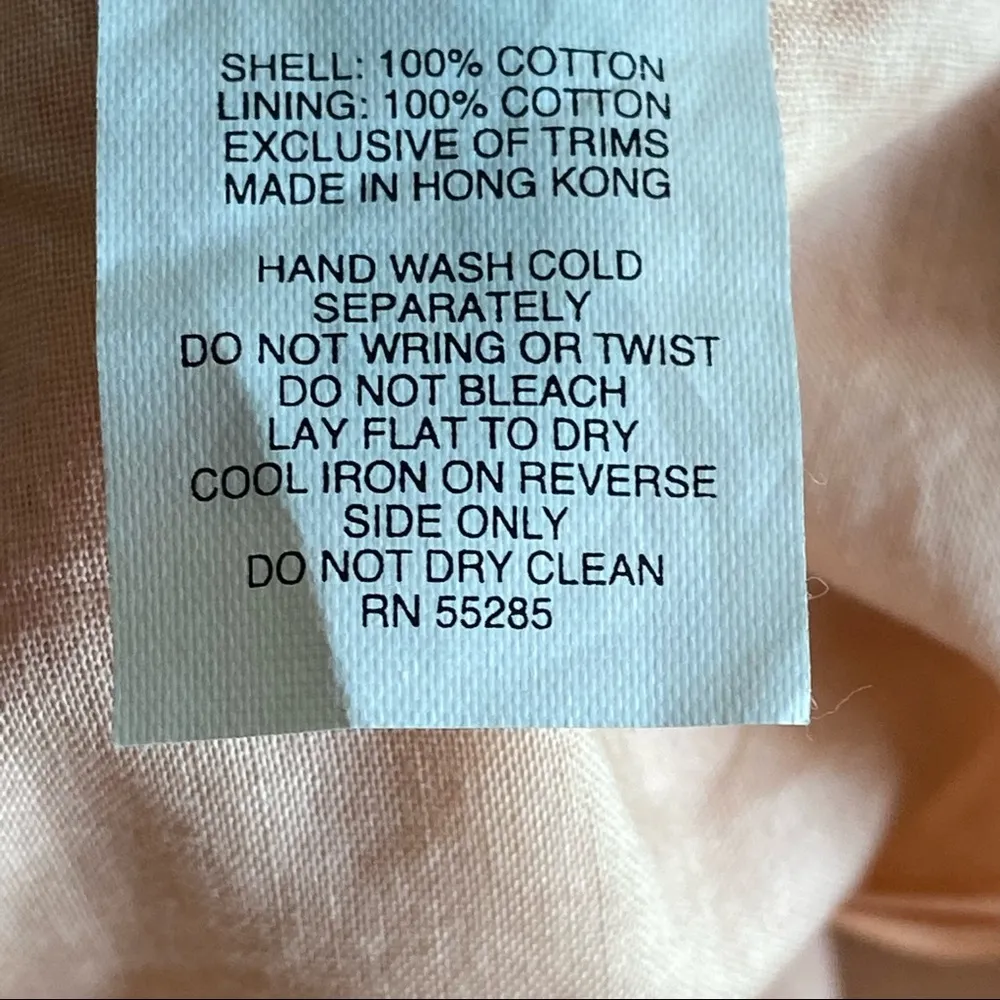 SHELL: 100% COTTON
LINING: 100% COTTON
EXCLUSIVE OF TRIMS
MADE IN HONG KONG
HAND WASH COLD
SEPARATELY
DO NOT WRING OR TWIST
DO NOT BLEACH
LAY FLAT TO DRY
COOL IRON ON REVERSE
SIDE ONLY
DO NOT DRY CLEAN
RN 55285